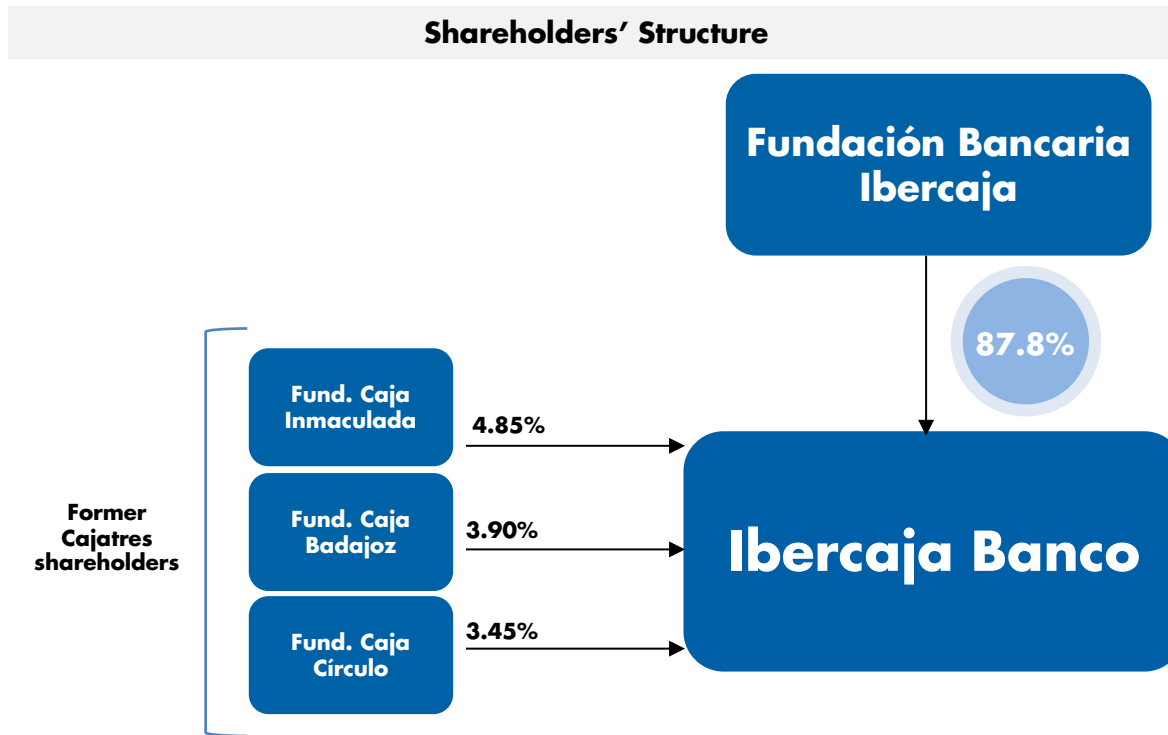 Shareholders’ Structure
Fundación Bancaria
Ibercaja
87.8%
Former
Cajatres
shareholders
Fund. Caja
Inmaculada
4.85%
Fund. Caja
Badajoz
3.90%
Fund. Caja
Círculo
3.45%
Ibercaja Banco